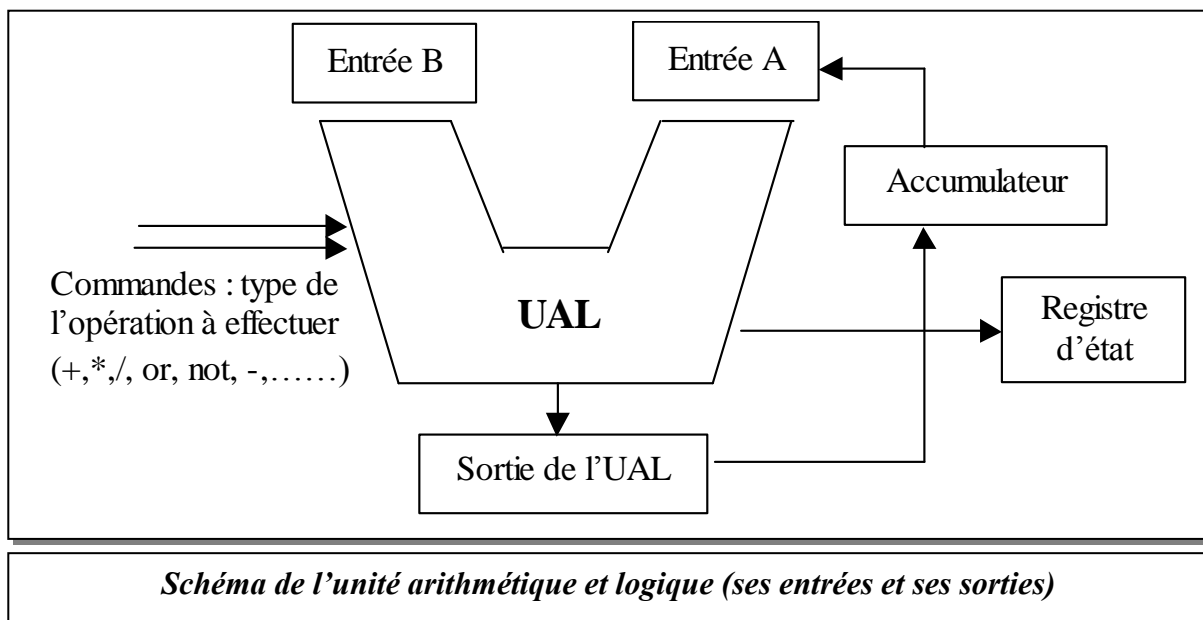 Entrée B
Entrée A
Accumulateur
Commandes : type de
l’opération à effectuer
(+,*,/, or, not, -,……)
UAL
Registre
d’état
Sortie de l’UAL
Schéma de l’unité arithmétique et logique (ses entrées et ses sorties)